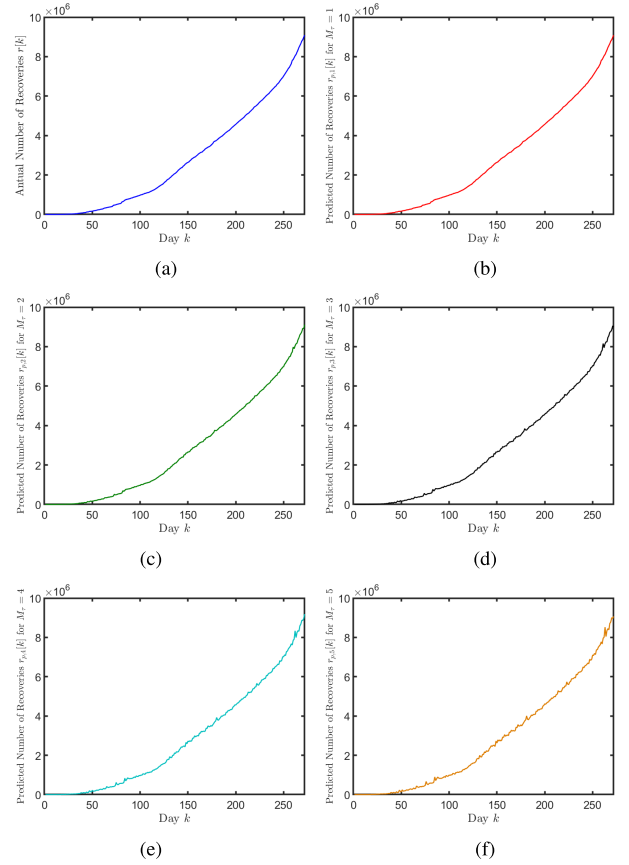 ×10^6
10
8
6
4
2
0
Antual Number of Recoveries r[k]
0 50 100 150 200 250
Day k
(a)
×10^6
10
8
6
4
2
0
Predicted Number of Recoveries r_{p,1}[k] for M_τ = 1
0 50 100 150 200 250
Day k
(b)
×10^6
10
8
6
4
2
0
Predicted Number of Recoveries r_{p,2}[k] for M_τ = 2
0 50 100 150 200 250
Day k
(c)
×10^6
10
8
6
4
2
0
Predicted Number of Recoveries r_{p,3}[k] for M_τ = 3
0 50 100 150 200 250
Day k
(d)
×10^6
10
8
6
4
2
0
Predicted Number of Recoveries r_{p,4}[k] for M_τ = 4
0 50 100 150 200 250
Day k
(e)
×10^6
10
8
6
4
2
0
Predicted Number of Recoveries r_{p,5}[k] for M_τ = 5
0 50 100 150 200 250
Day k
(f)